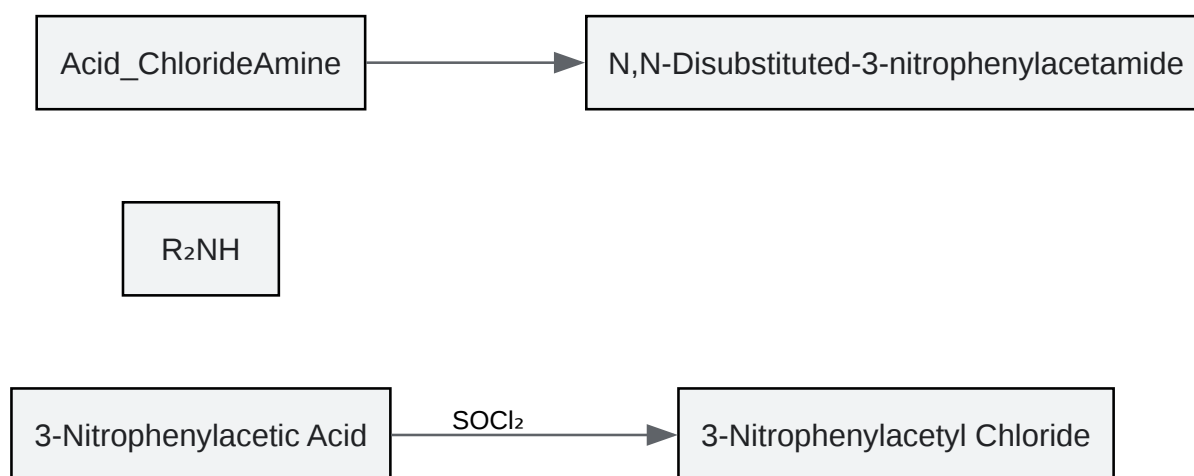 Acid_ChlorideAmine
N,N-Disubstituted-3-nitrophenylacetamide
R₂NH
3-Nitrophenylacetic Acid
SOCl₂
3-Nitrophenylacetyl Chloride